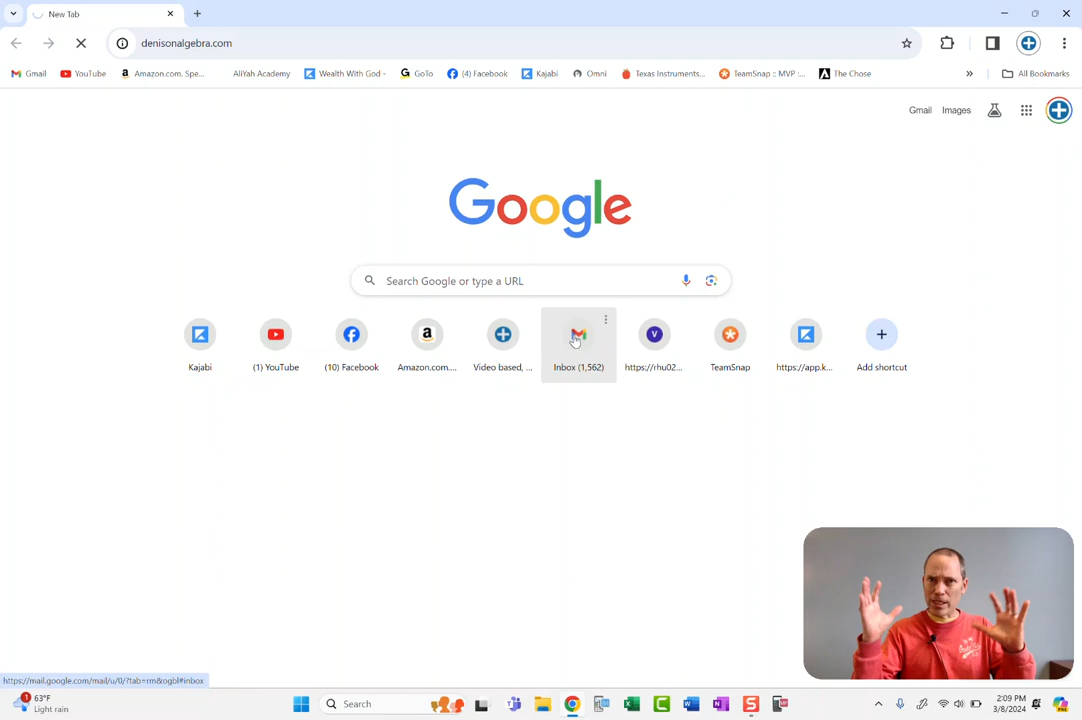 New Tab
denisonalgebra.com
Gmail
YouTube
Amazon.com. Spe...
AliYah Academy
Wealth With God -
GoTo
(4) Facebook
Kajabi
Omni
Texas Instruments...
TeamSnap :: MVP :...
The Chose
»
All Bookmarks
Gmail
Images
Google
Search Google or type a URL
Kajabi
(1) YouTube
(10) Facebook
Amazon.com....
Video based, ...
Inbox (1,562)
https://rhu02...
TeamSnap
https://app.k...
Add shortcut
https://mail.google.com/mail/u/0/?tab=rm&ogbl#inbox
1
63°F
Light rain
Search
2:09 PM
3/8/2024